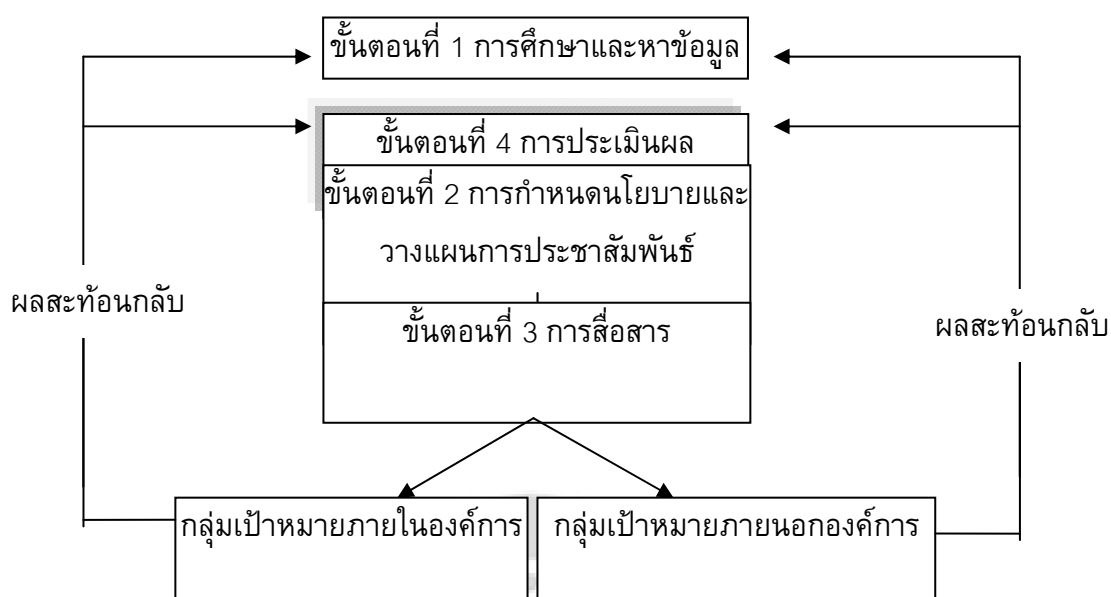 ขั้นตอนที่ 1 การศึกษาและหาข้อมูล
ขั้นตอนที่ 4 การประเมินผล
ขั้นตอนที่ 2 การกำหนดนโยบายและ
วางแผนการประชาสัมพันธ์
ผลสะท้อนกลับ
ขั้นตอนที่ 3 การสื่อสาร
ผลสะท้อนกลับ
กลุ่มเป้าหมายภายในองค์การ
กลุ่มเป้าหมายภายนอกองค์การ